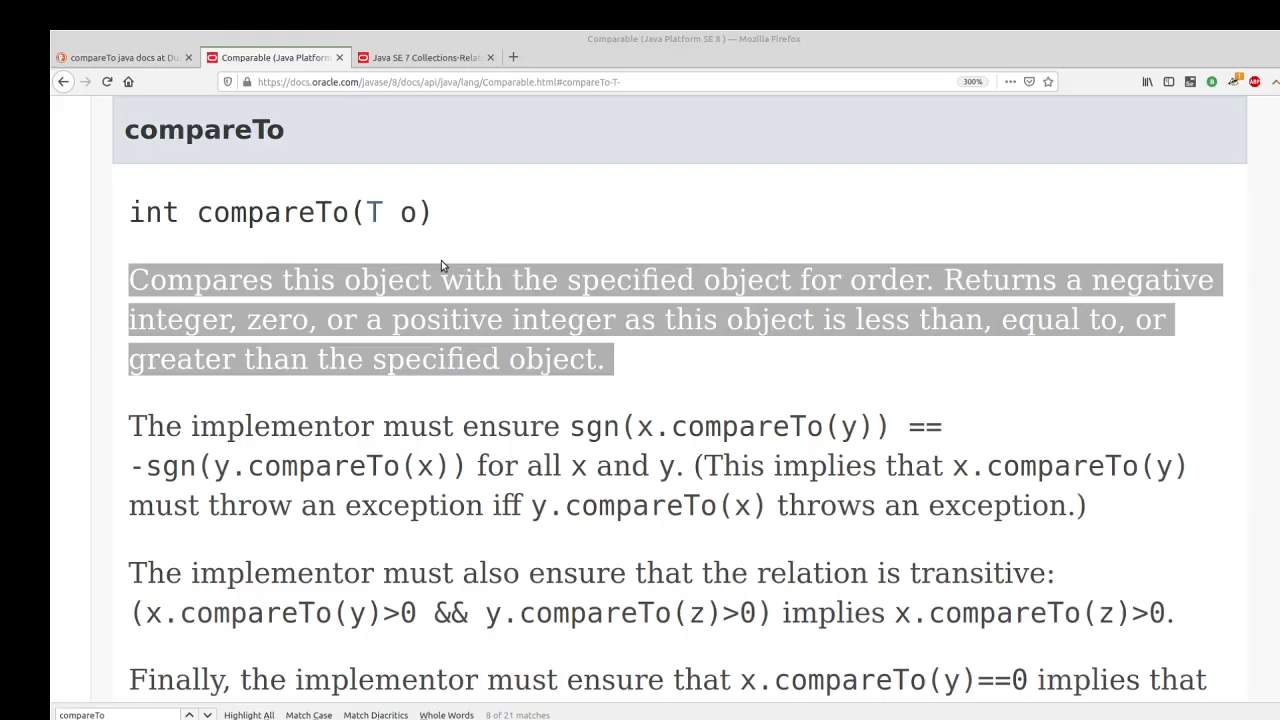 Comparable (Java Platform SE 8 ) — Mozilla Firefox
compareTo java docs at Du
Comparable (Java Platform
Java SE 7 Collections-Rela
https://docs.oracle.com/javase/8/docs/api/java/lang/Comparable.html#compareTo-T-
300%
compareTo
int compareTo(T o)
Compares this object with the specified object for order. Returns a negative
integer, zero, or a positive integer as this object is less than, equal to, or
greater than the specified object.
The implementor must ensure sgn(x.compareTo(y)) ==
-sgn(y.compareTo(x)) for all x and y. (This implies that x.compareTo(y)
must throw an exception iff y.compareTo(x) throws an exception.)
The implementor must also ensure that the relation is transitive:
(x.compareTo(y)>0 && y.compareTo(z)>0) implies x.compareTo(z)>0.
Finally, the implementor must ensure that x.compareTo(y)==0 implies that
compareTo
Highlight All Match Case Match Diacritics Whole Words 8 of 21 matches